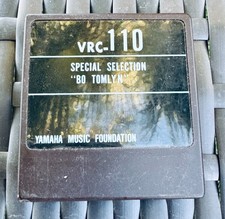 VRC-110
SPECIAL SELECTION
"BO TOMLYN"
YAMAHA MUSIC FOUNDATION